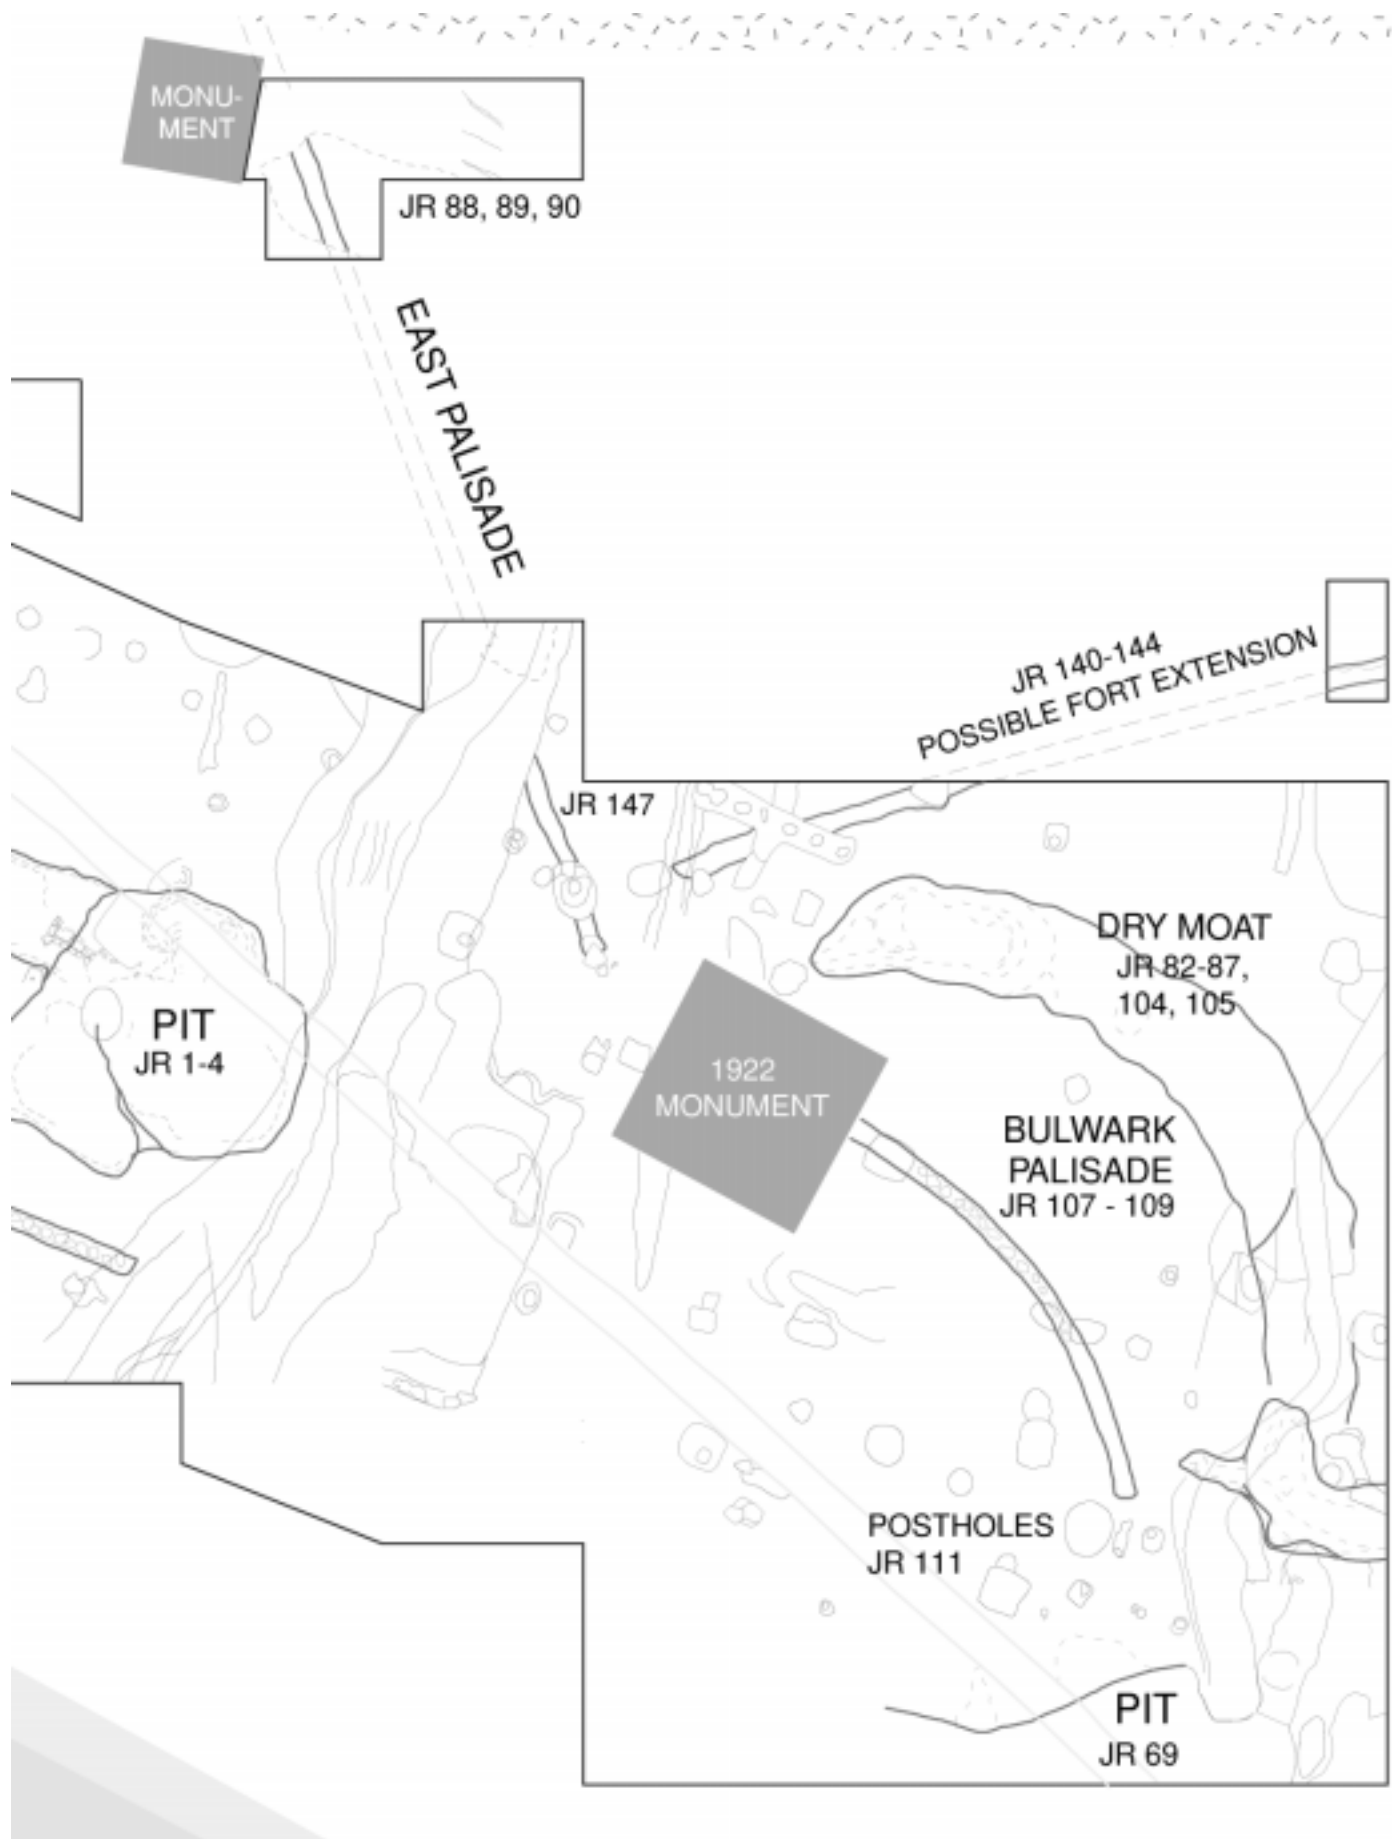 MONU-
MENT
JR 88, 89, 90
EAST PALISADE
JR 140-144
POSSIBLE FORT EXTENSION
JR 147
DRY MOAT
JR 82-87,
104, 105
PIT
JR 1-4
1922
MONUMENT
BULWARK
PALISADE
JR 107 - 109
POSTHOLES
JR 111
PIT
JR 69